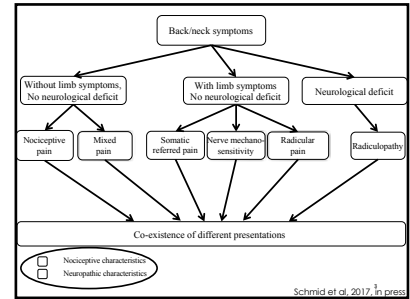 Back/neck symptoms
Without limb symptoms,
No neurological deficit
With limb symptoms
No neurological deficit
Neurological deficit
Nociceptive
pain
Mixed
pain
Somatic
referred pain
Nerve mechano-
sensitivity
Radicular
pain
Radiculopathy
Co-existence of different presentations
Nociceptive characteristics
Neuropathic characteristics
3
Schmid et al, 2017, in press